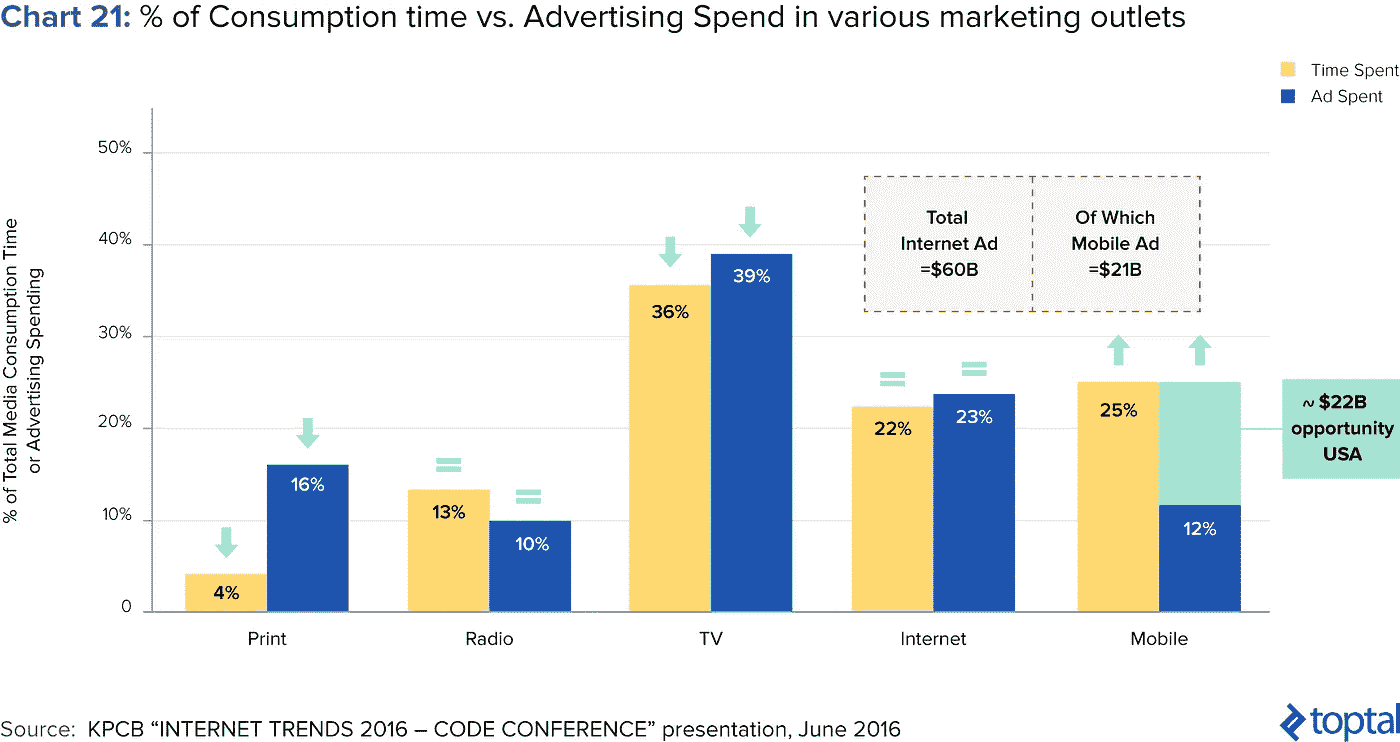 Chart 21: % of Consumption time vs. Advertising Spend in various marketing outlets
Time Spent
Ad Spent
% of Total Media Consumption Time
or Advertising Spending
50%
40%
30%
20%
10%
0
4%
16%
13%
10%
36%
39%
22%
23%
25%
12%
Total
Internet Ad
=$60B
Of Which
Mobile Ad
=$21B
~ $22B
opportunity
USA
Print
Radio
TV
Internet
Mobile
Source: KPCB “INTERNET TRENDS 2016 – CODE CONFERENCE” presentation, June 2016
toptal